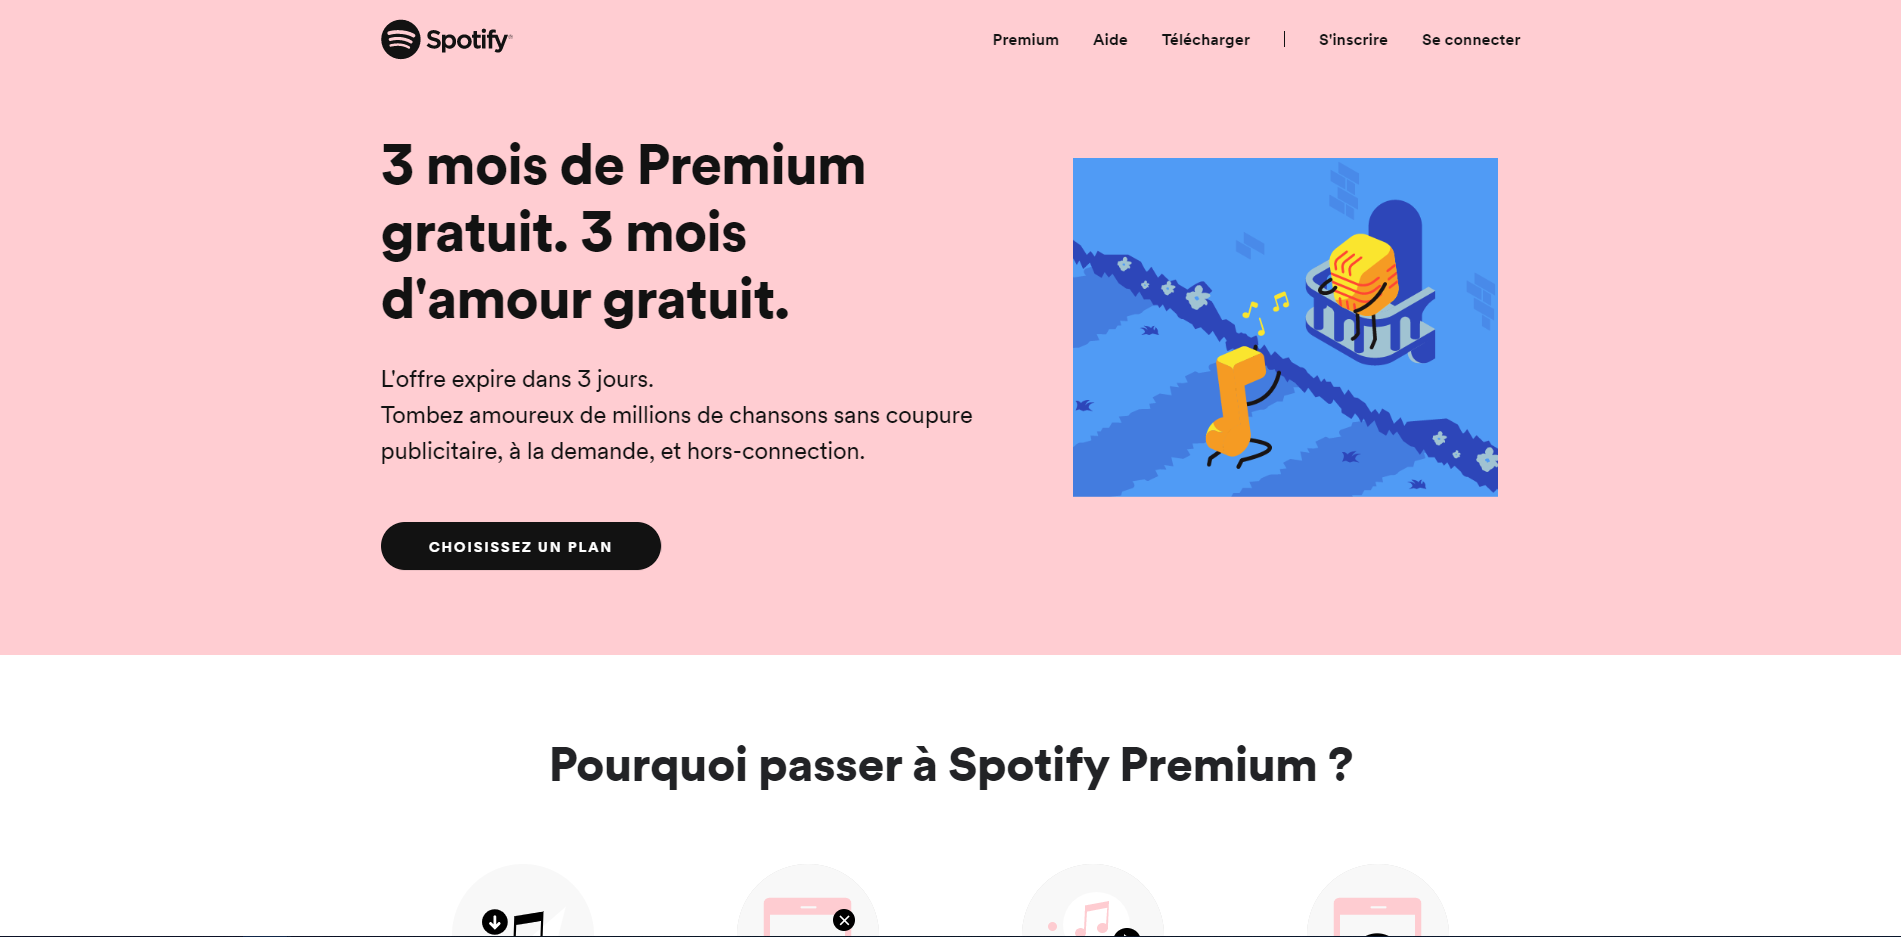 Spotify®
Premium Aide Télécharger | S'inscrire Se connecter
3 mois de Premium
gratuit. 3 mois
d'amour gratuit.
L'offre expire dans 3 jours.
Tombez amoureux de millions de chansons sans coupure
publicitaire, à la demande, et hors-connection.
CHOISISSEZ UN PLAN
Pourquoi passer à Spotify Premium ?